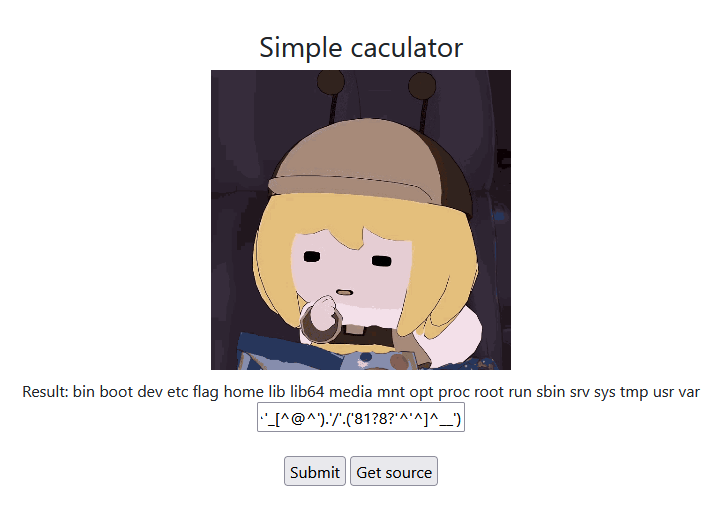 Simple caculator
Result: bin boot dev etc flag home lib lib64 media mnt opt proc root run sbin srv sys tmp usr var
'_[^@^').'/'.('81?8?'^'^]^__')
Submit Get source